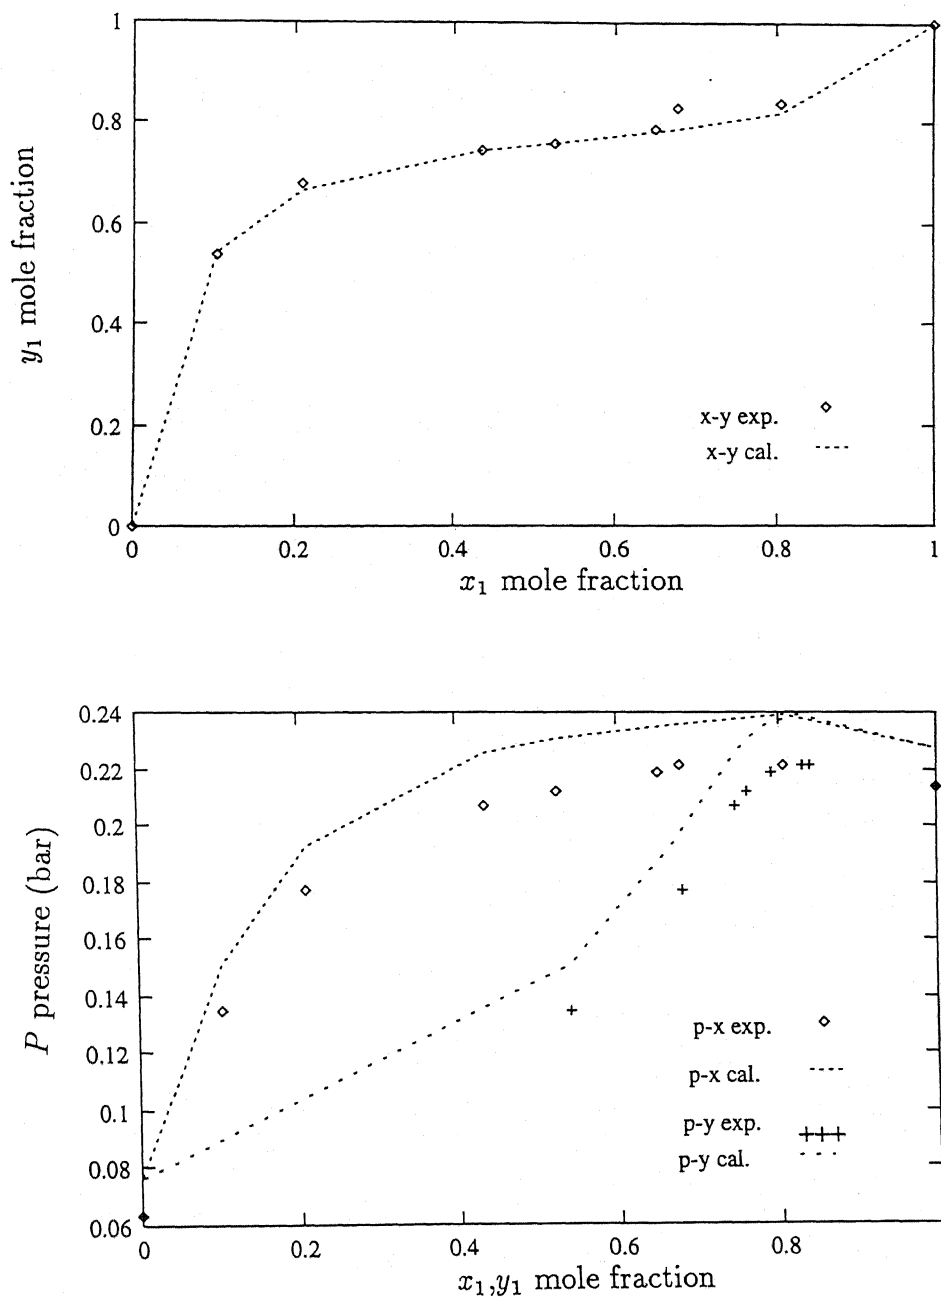 1
0.8
0.6
0.4
0.2
0
y1 mole fraction
x-y exp.
x-y cal.
0 0.2 0.4 0.6 0.8 1
x1 mole fraction
0.24
0.22
0.2
0.18
0.16
0.14
0.12
0.1
0.08
0.06
P pressure (bar)
p-x exp.
p-x cal.
p-y exp.
p-y cal.
0 0.2 0.4 0.6 0.8
x1,y1 mole fraction